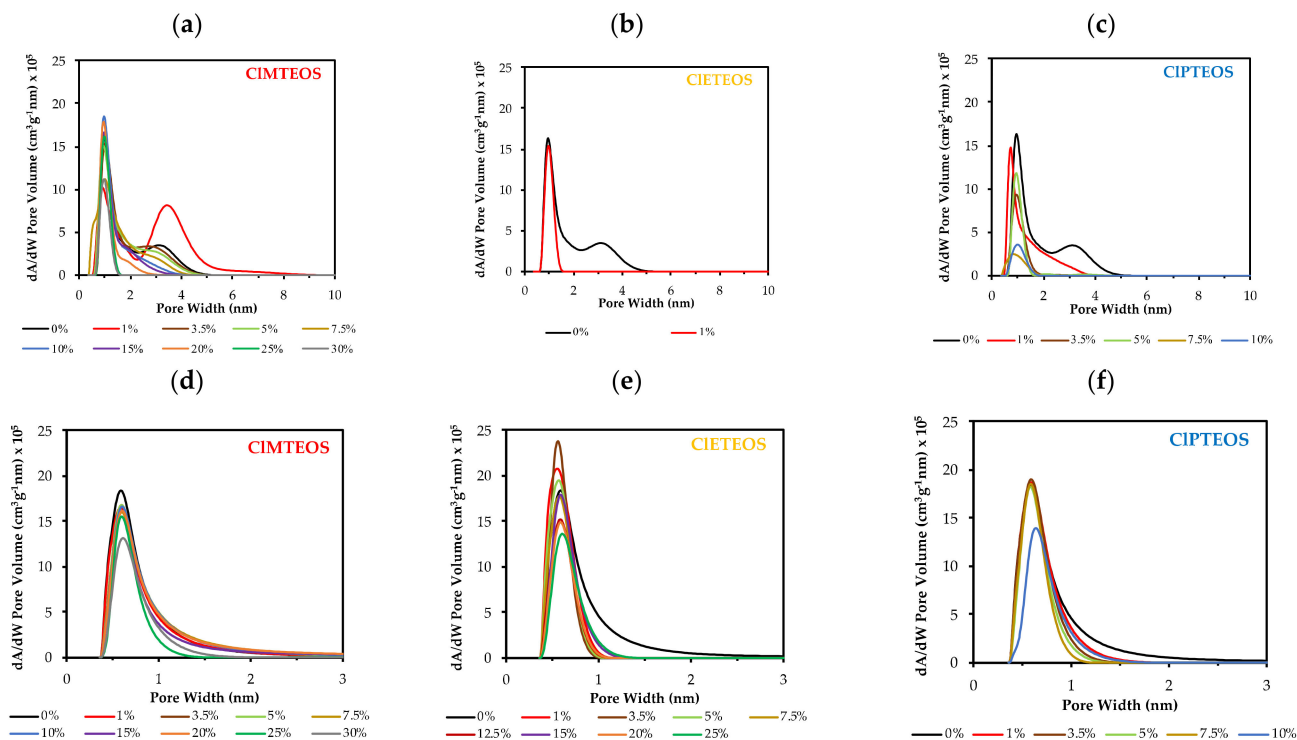 (a)
dA/dW Pore Volume (cm³g⁻¹nm) x 10⁵
25
20
15
10
5
0
ClMTEOS
0 2 4 6 8 10
Pore Width (nm)
0% 1% 3.5% 5% 7.5%
10% 15% 20% 25% 30%
(b)
dA/dW Pore Volume (cm³g⁻¹nm) x 10⁵
25
20
15
10
5
0
ClETEOS
0 2 4 6 8 10
Pore Width (nm)
0% 1%
(c)
dA/dW Pore Volume (cm³g⁻¹nm) x 10⁵
25
20
15
10
5
0
ClPTEOS
0 2 4 6 8 10
Pore Width (nm)
0% 1% 3.5% 5% 7.5% 10%
(d)
dA/dW Pore Volume (cm³g⁻¹nm) x 10⁵
25
20
15
10
5
0
ClMTEOS
0 1 2 3
Pore Width (nm)
0% 1% 3.5% 5% 7.5%
10% 15% 20% 25% 30%
(e)
dA/dW Pore Volume (cm³g⁻¹nm) x 10⁵
25
20
15
10
5
0
ClETEOS
0 1 2 3
Pore Width (nm)
0% 1% 3.5% 5% 7.5%
12.5% 15% 20% 25%
(f)
dA/dW Pore Volume (cm³g⁻¹nm) x 10⁵
25
20
15
10
5
0
ClPTEOS
0 1 2 3
Pore Width (nm)
0% 1% 3.5% 5% 7.5% 10%